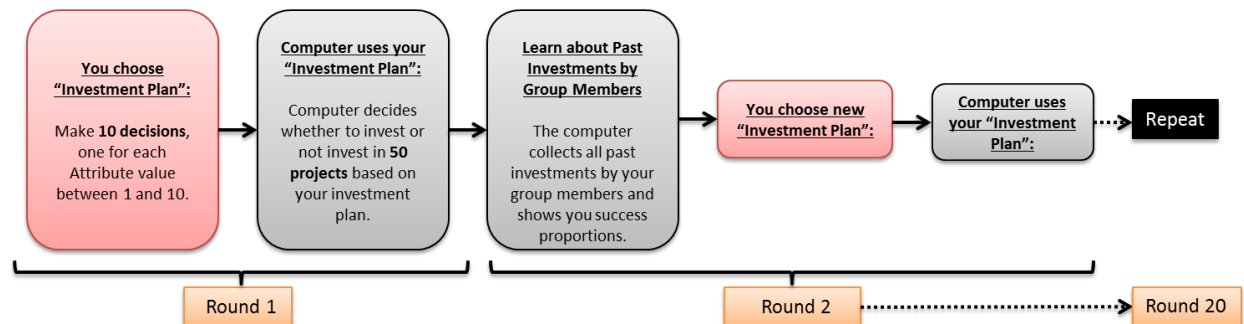 You choose
“Investment Plan”:
Make 10 decisions,
one for each
Attribute value
between 1 and 10.
Computer uses your
“Investment Plan”:
Computer decides
whether to invest or
not invest in 50
projects based on
your investment
plan.
Learn about Past
Investments by
Group Members
The computer
collects all past
investments by your
group members and
shows you success
proportions.
You choose new
“Investment Plan”:
Computer uses
your “Investment
Plan”:
Repeat
Round 1
Round 2
Round 20